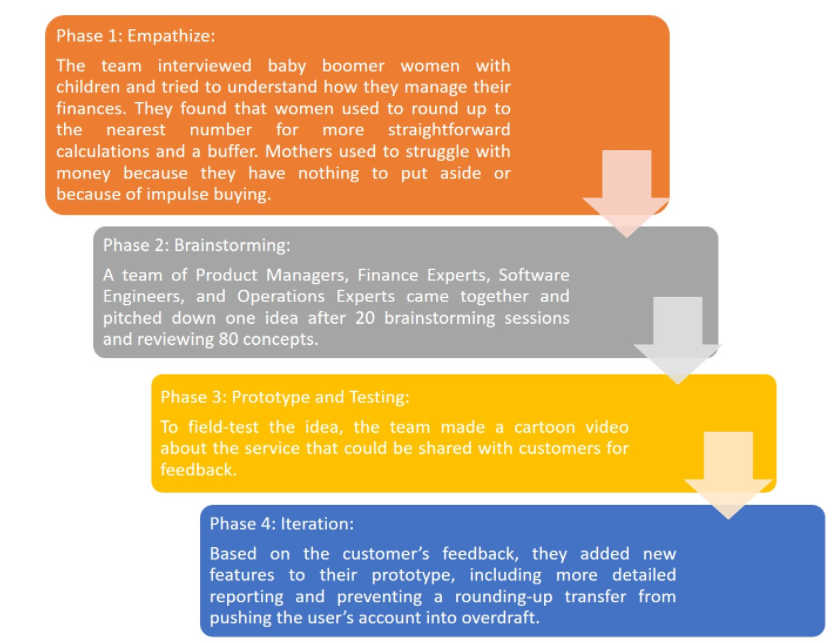 Phase 1: Empathize:
The team interviewed baby boomer women with
children and tried to understand how they manage their
finances. They found that women used to round up to
the nearest number for more straightforward
calculations and a buffer. Mothers used to struggle with
money because they have nothing to put aside or
because of impulse buying.
Phase 2: Brainstorming:
A team of Product Managers, Finance Experts, Software
Engineers, and Operations Experts came together and
pitched down one idea after 20 brainstorming sessions
and reviewing 80 concepts.
Phase 3: Prototype and Testing:
To field-test the idea, the team made a cartoon video
about the service that could be shared with customers for
feedback.
Phase 4: Iteration:
Based on the customer’s feedback, they added new
features to their prototype, including more detailed
reporting and preventing a rounding-up transfer from
pushing the user’s account into overdraft.